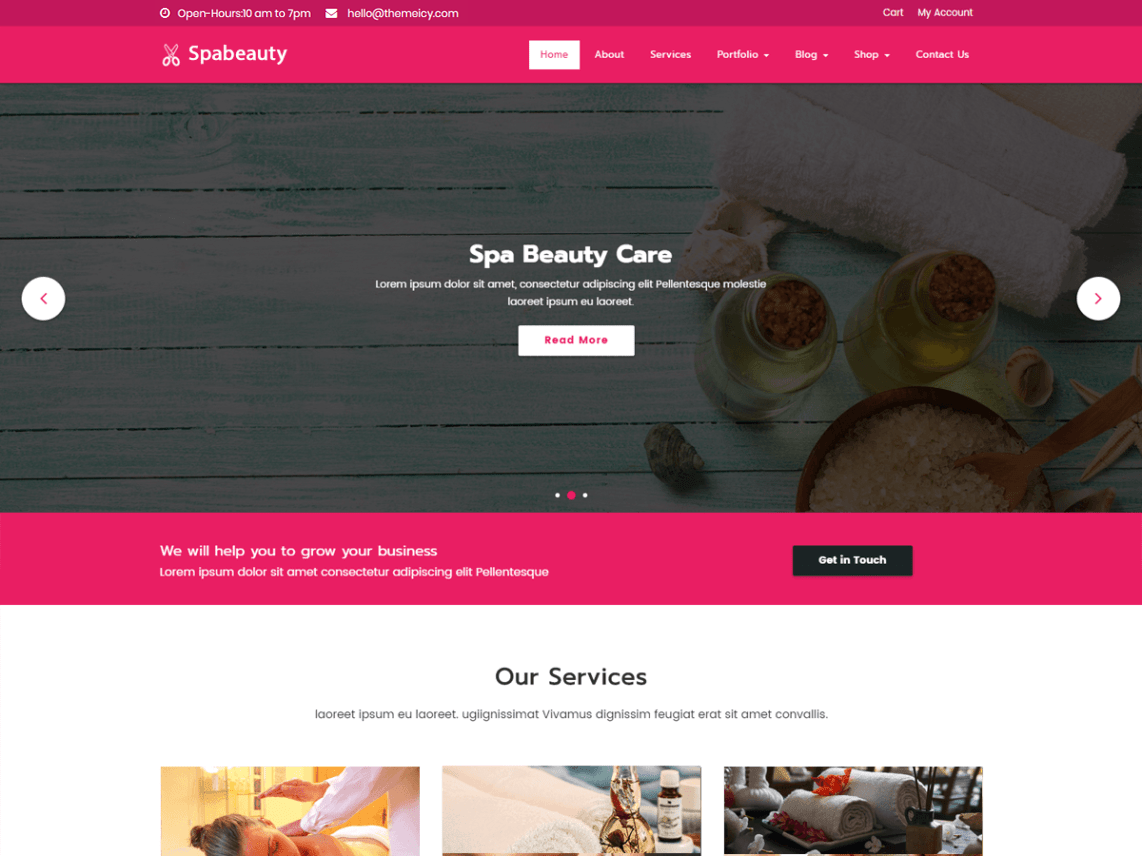 Open-Hours:10 am to 7pm hello@themeicy.com Cart My Account
Spabeauty Home About Services Portfolio Blog Shop Contact Us
Spa Beauty Care
Lorem ipsum dolor sit amet, consectetur adipiscing elit Pellentesque molestie
laoreet ipsum eu laoreet.
Read More
We will help you to grow your business
Lorem ipsum dolor sit amet consectetur adipiscing elit Pellentesque
Get in Touch
Our Services
laoreet ipsum eu laoreet. ugiignissimat Vivamus dignissim feugiat erat sit amet convallis.